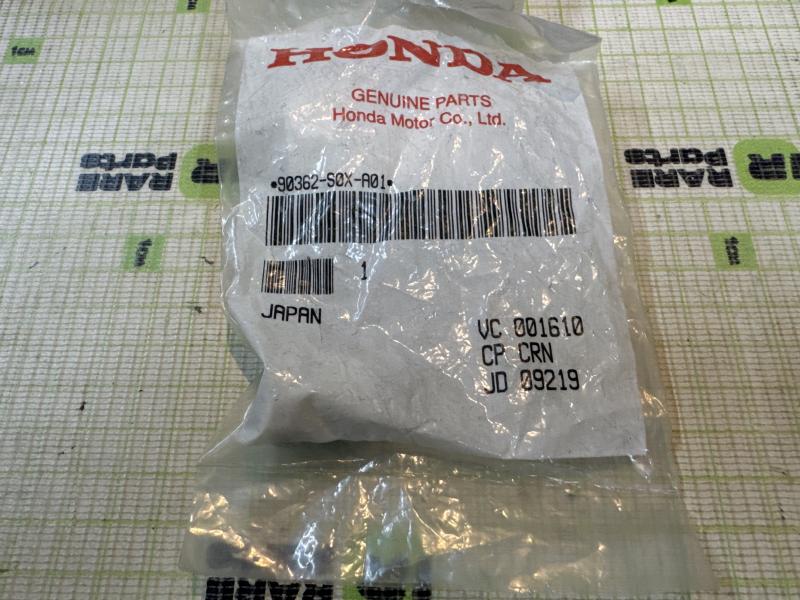 HONDA
GENUINE PARTS
Honda Motor Co., Ltd.
•90362-S0X-A01•
1
JAPAN
VC 001610
CP CRN
JD 09219
RARE
Parts
RARE
Parts
RARE